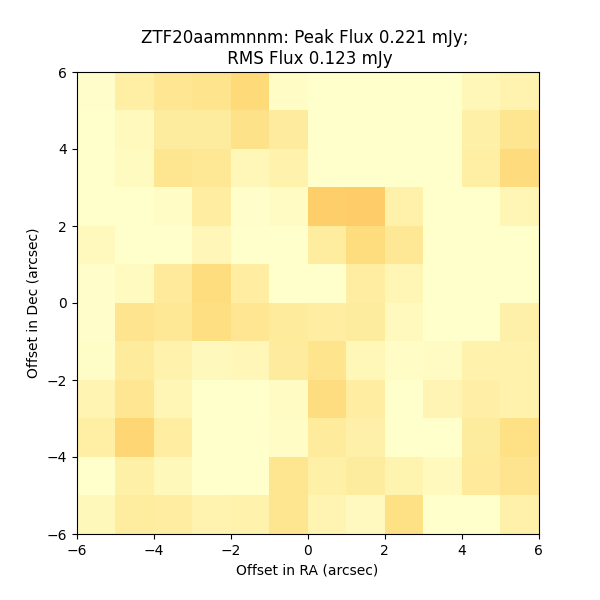 ZTF20aammnnm: Peak Flux 0.221 mJy;
RMS Flux 0.123 mJy
6
4
2
0
−2
−4
−6
Offset in Dec (arcsec)
−6 −4 −2 0 2 4 6
Offset in RA (arcsec)